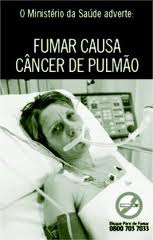 O Ministério da Saúde adverte:
FUMAR CAUSA
CÂNCER DE PULMÃO
Disque Pare de Fumar
0800 703 7033